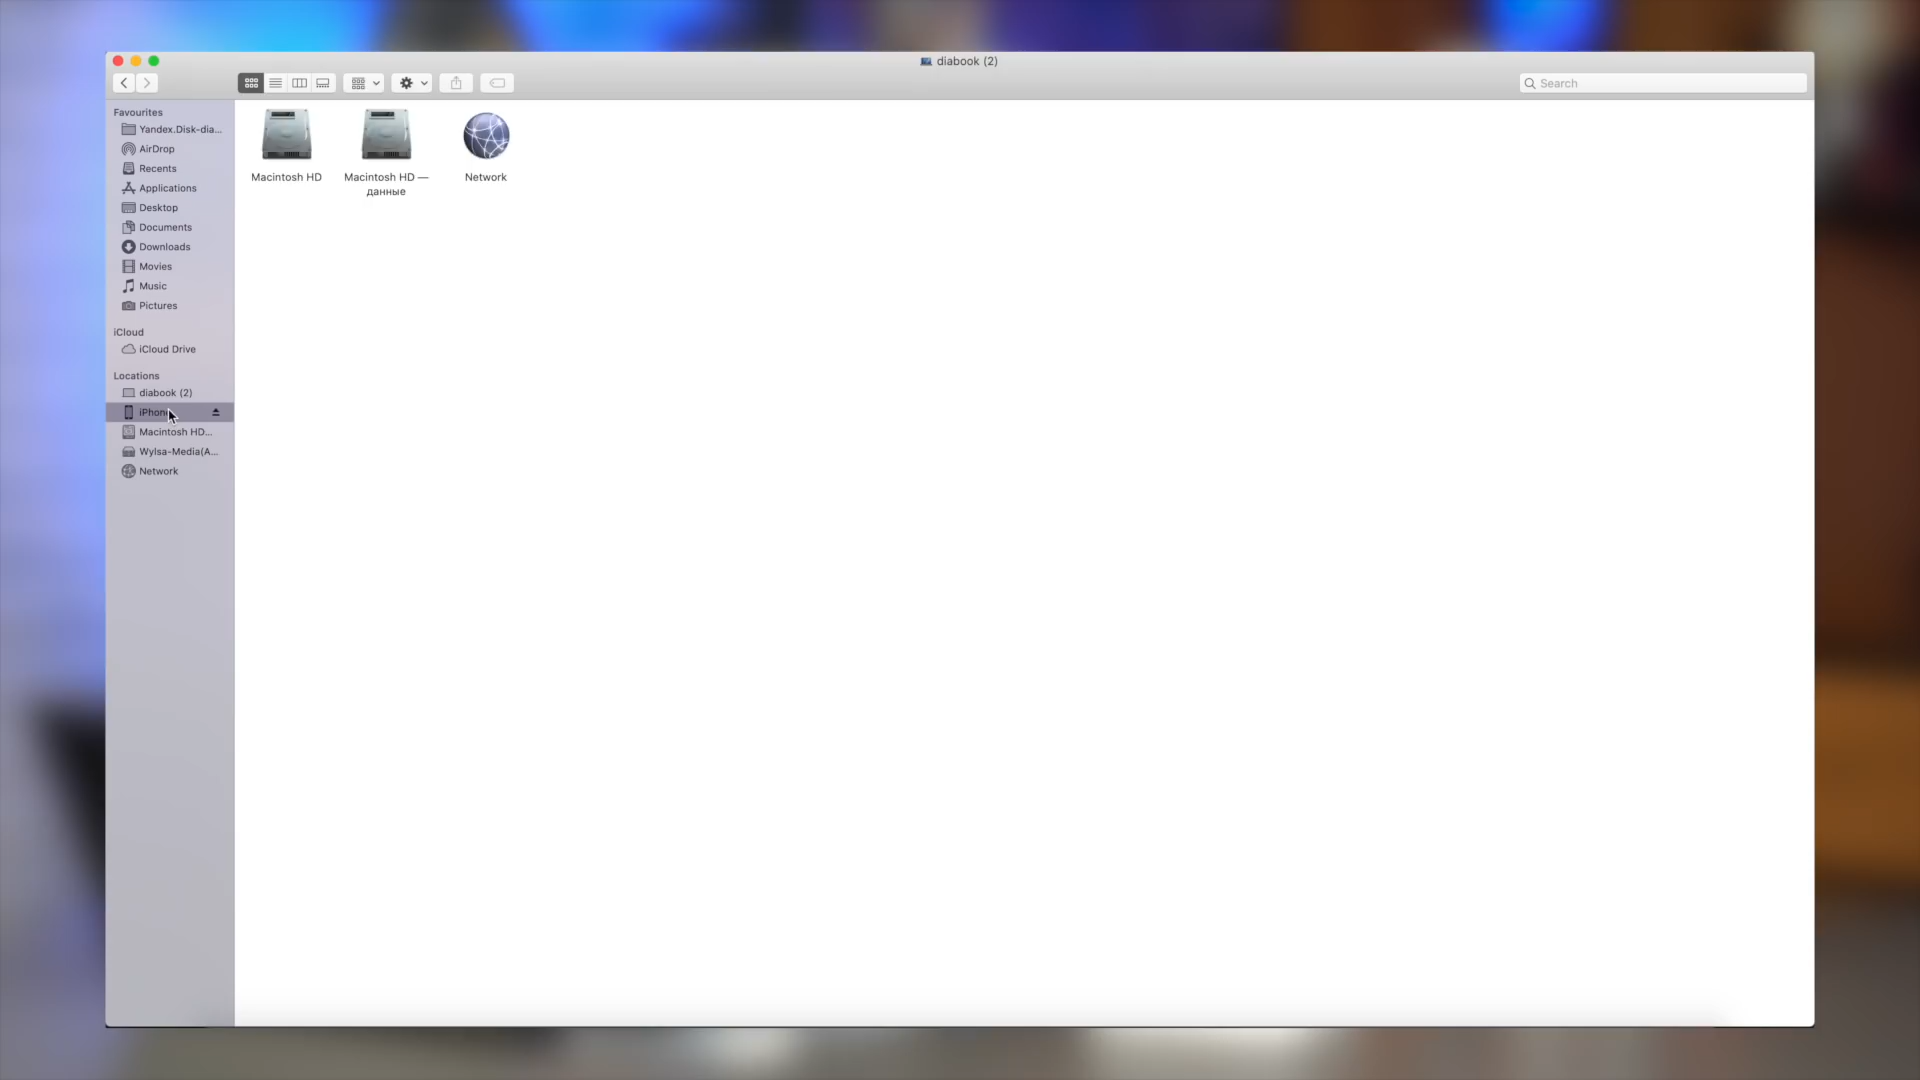 diabook (2)
Search
Favourites
Yandex.Disk-dia...
AirDrop
Recents
Applications
Desktop
Documents
Downloads
Movies
Music
Pictures
iCloud
iCloud Drive
Locations
diabook (2)
iPhone
Macintosh HD...
Wylsa-Media(A...
Network
Macintosh HD
Macintosh HD —
данные
Network